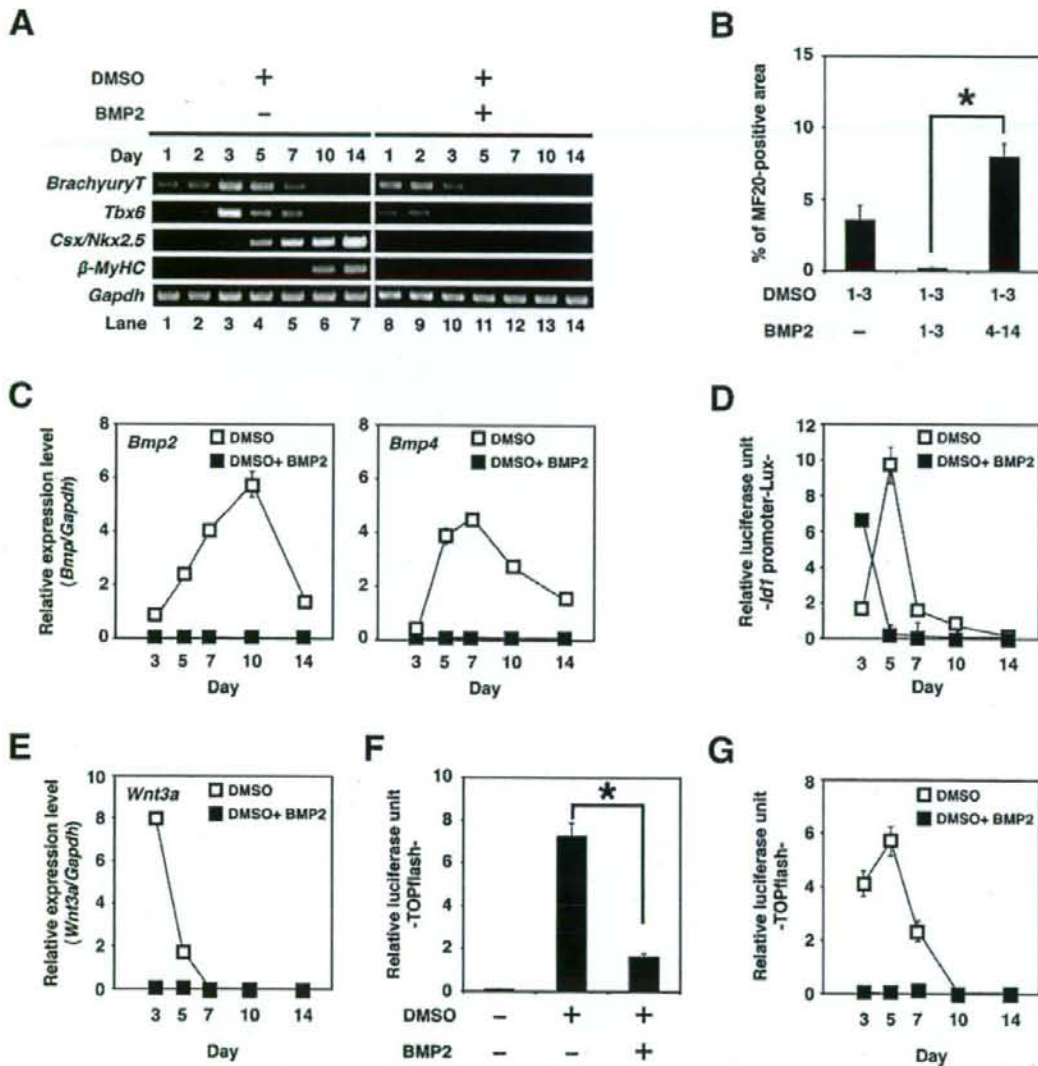 A
DMSO + +
BMP2 − +
Day 1 2 3 5 7 10 14 1 2 3 5 7 10 14
BrachyuryT
Tbx6
Csx/Nkx2.5
β-MyHC
Gapdh
Lane 1 2 3 4 5 6 7 8 9 10 11 12 13 14
B
% of MF20-positive area
15
10
5
0
*
DMSO 1-3 1-3 1-3
BMP2 − 1-3 4-14
C
Relative expression level
(Bmp/Gapdh)
8
6
4
2
0
Bmp2
DMSO
DMSO+ BMP2
3 5 7 10 14
Day
8
6
4
2
0
Bmp4
DMSO
DMSO+ BMP2
3 5 7 10 14
Day
D
Relative luciferase unit
-Id1 promoter-Lux-
12
10
8
6
4
2
0
DMSO
DMSO+ BMP2
3 5 7 10 14
Day
E
Relative expression level
(Wnt3a/Gapdh)
10
8
6
4
2
0
Wnt3a
DMSO
DMSO+ BMP2
3 5 7 10 14
Day
F
Relative luciferase unit
-TOPflash-
10
8
6
4
2
0
*
DMSO − + +
BMP2 − − +
G
Relative luciferase unit
-TOPflash-
8
6
4
2
0
DMSO
DMSO+ BMP2
3 5 7 10 14
Day